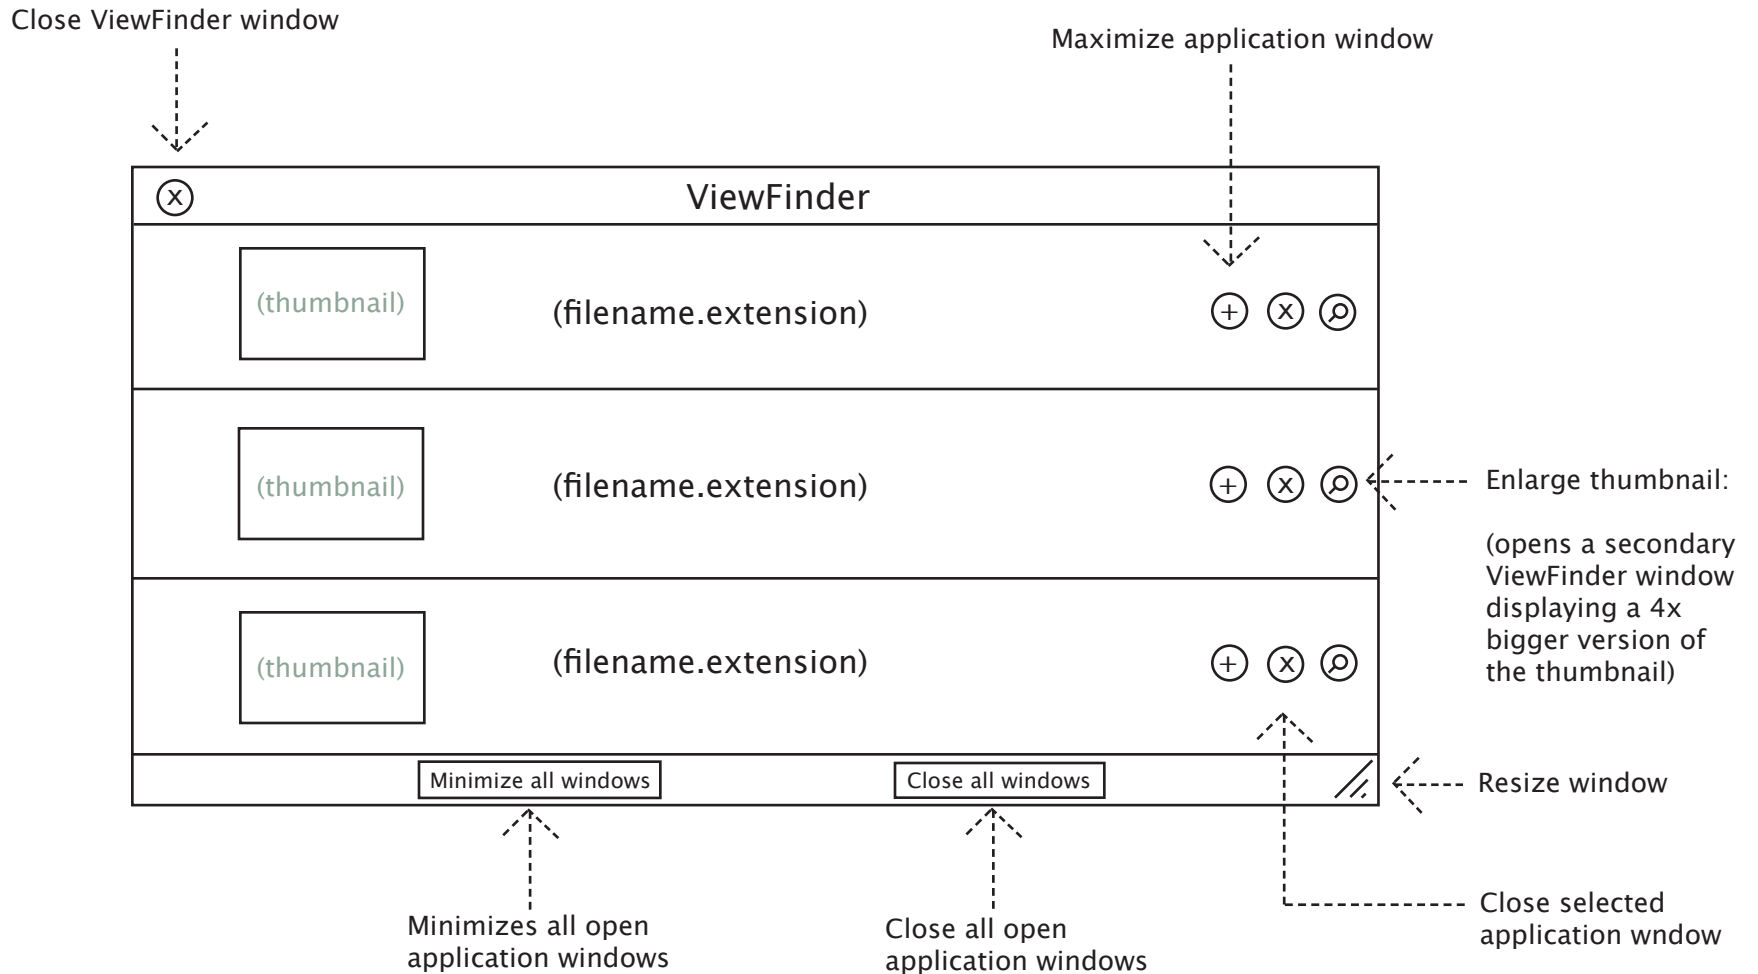 Close ViewFinder window
Maximize application window
x
ViewFinder
(thumbnail)
(filename.extension)
+
x
(thumbnail)
(filename.extension)
+
x
Enlarge thumbnail:
(opens a secondary
ViewFinder window
displaying a 4x
bigger version of
the thumbnail)
(thumbnail)
(filename.extension)
+
x
Minimize all windows
Close all windows
Resize window
Minimizes all open
application windows
Close all open
application windows
Close selected
application wndow